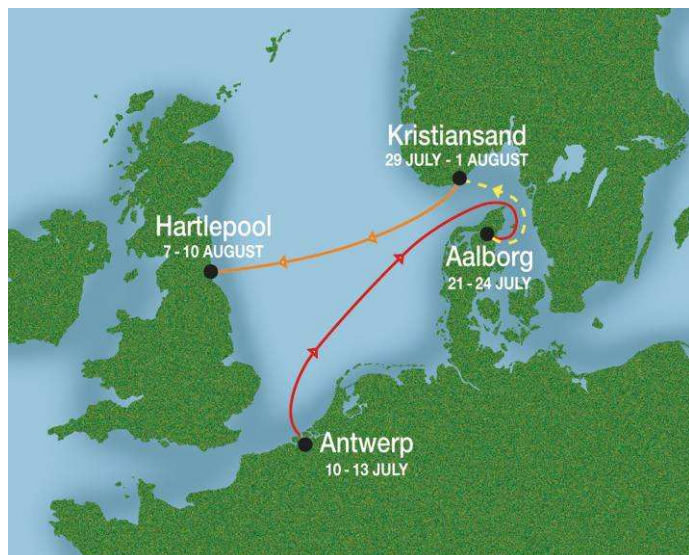 Kristiansand
29 JULY - 1 AUGUST
Hartlepool
7 - 10 AUGUST
Aalborg
21 - 24 JULY
Antwerp
10 - 13 JULY